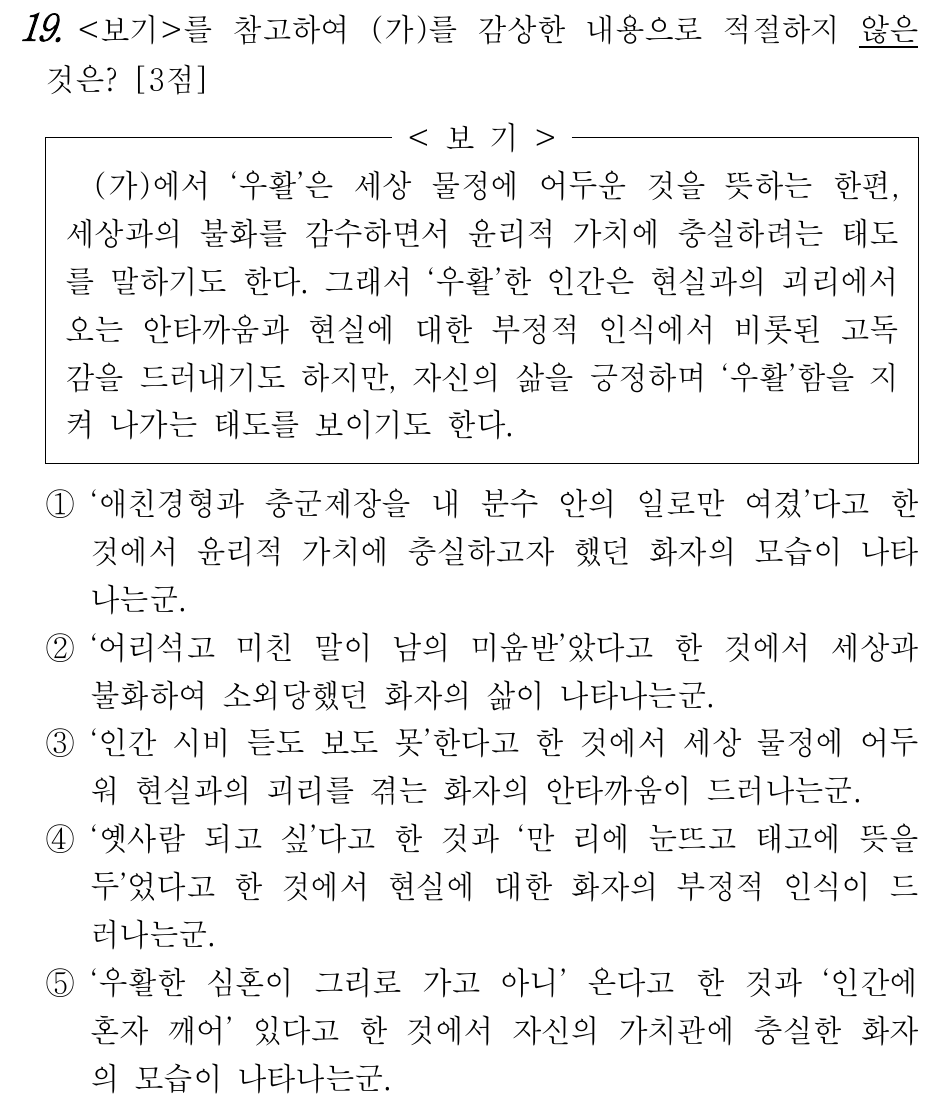 19. <보기>를 참고하여 (가)를 감상한 내용으로 적절하지 않은
것은? [3점]
< 보 기 >
(가)에서 ‘우활’은 세상 물정에 어두운 것을 뜻하는 한편,
세상과의 불화를 감수하면서 윤리적 가치에 충실하려는 태도
를 말하기도 한다. 그래서 ‘우활’한 인간은 현실과의 괴리에서
오는 안타까움과 현실에 대한 부정적 인식에서 비롯된 고독
감을 드러내기도 하지만, 자신의 삶을 긍정하며 ‘우활’함을 지
켜 나가는 태도를 보이기도 한다.
① ‘애친경형과 충군제장을 내 분수 안의 일로만 여겼’다고 한
것에서 윤리적 가치에 충실하고자 했던 화자의 모습이 나타
나는군.
② ‘어리석고 미친 말이 남의 미움받’았다고 한 것에서 세상과
불화하여 소외당했던 화자의 삶이 나타나는군.
③ ‘인간 시비 듣도 보도 못’한다고 한 것에서 세상 물정에 어두
워 현실과의 괴리를 겪는 화자의 안타까움이 드러나는군.
④ ‘옛사람 되고 싶’다고 한 것과 ‘만 리에 눈뜨고 태고에 뜻을
두’었다고 한 것에서 현실에 대한 화자의 부정적 인식이 드
러나는군.
⑤ ‘우활한 심혼이 그리로 가고 아니’ 온다고 한 것과 ‘인간에
혼자 깨어’ 있다고 한 것에서 자신의 가치관에 충실한 화자
의 모습이 나타나는군.